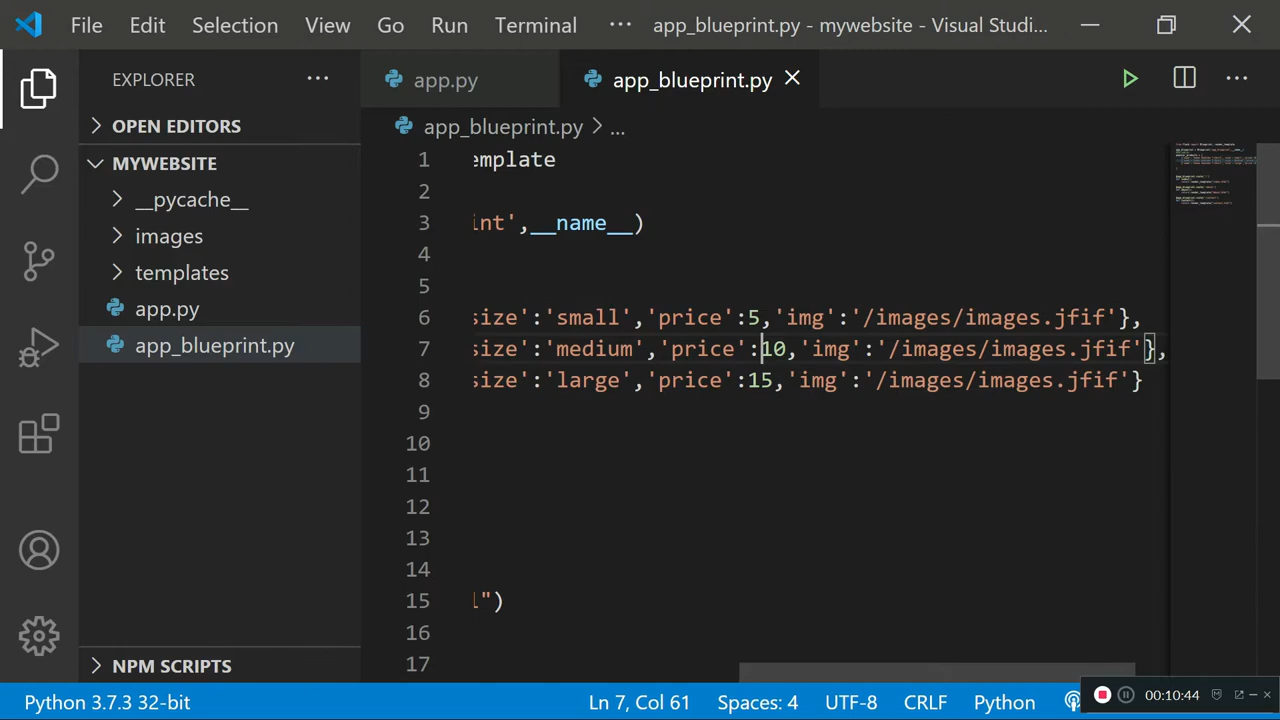 File Edit Selection View Go Run Terminal ··· app_blueprint.py - mywebsite - Visual Studi...
EXPLORER
OPEN EDITORS
MYWEBSITE
__pycache__
images
templates
app.py
app_blueprint.py
NPM SCRIPTS
app.py app_blueprint.py
app_blueprint.py > ...
1 emplate
2
3 int',__name__)
4
5
6 size':'small','price':5,'img':'/images/images.jfif'},
7 size':'medium','price':10,'img':'/images/images.jfif'},
8 size':'large','price':15,'img':'/images/images.jfif'}
9
10
11
12
13
14
15 l")
16
17
Python 3.7.3 32-bit Ln 7, Col 61 Spaces: 4 UTF-8 CRLF Python
00:10:44